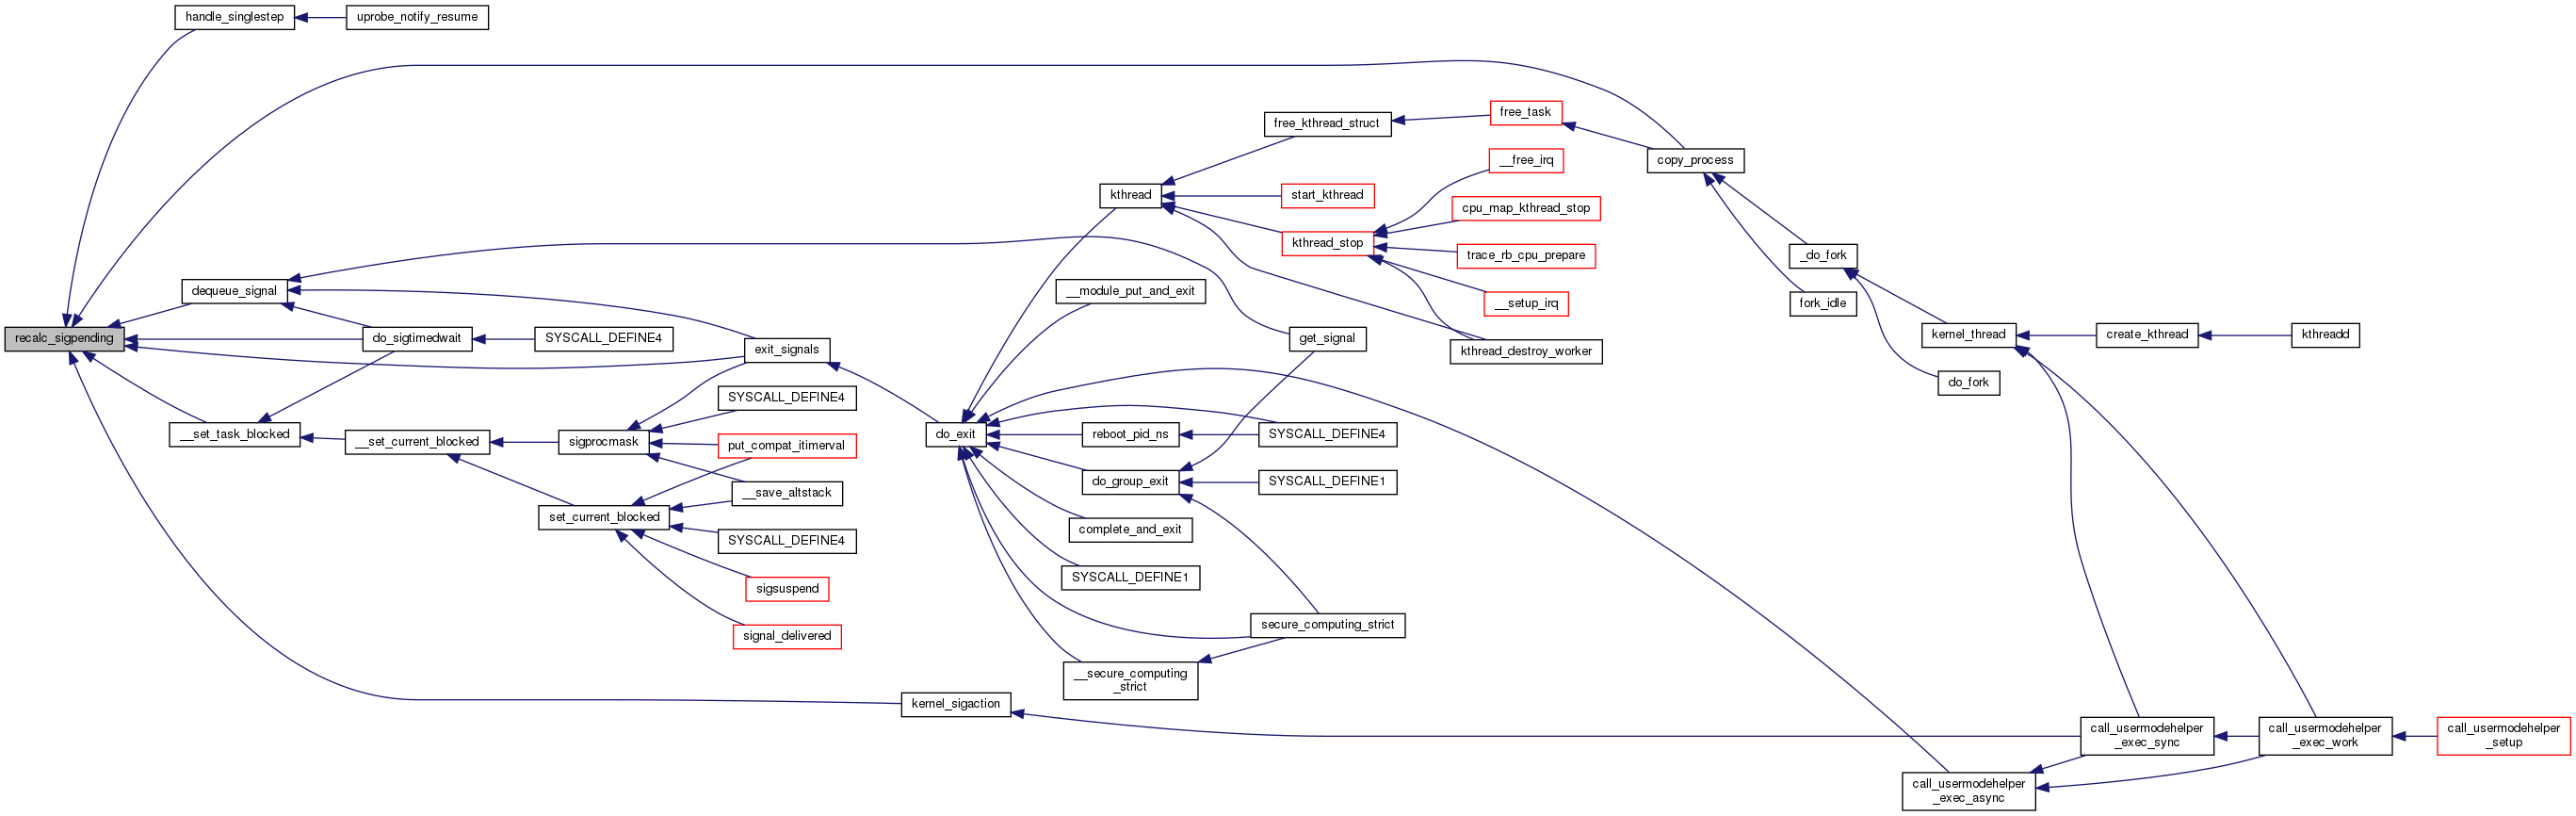 handle_singlestep
uprobe_notify_resume
free_kthread_struct
free_task
copy_process
__free_irq
kthread
start_kthread
cpu_map_kthread_stop
kthread_stop
trace_rb_cpu_prepare
_do_fork
dequeue_signal
__module_put_and_exit
__setup_irq
fork_idle
recalc_sigpending
do_sigtimedwait
SYSCALL_DEFINE4
exit_signals
get_signal
kthread_destroy_worker
kernel_thread
create_kthread
kthreadd
do_fork
SYSCALL_DEFINE4
__set_task_blocked
__set_current_blocked
sigprocmask
put_compat_itimerval
do_exit
reboot_pid_ns
SYSCALL_DEFINE4
do_group_exit
SYSCALL_DEFINE1
__save_altstack
set_current_blocked
complete_and_exit
SYSCALL_DEFINE4
SYSCALL_DEFINE1
sigsuspend
signal_delivered
secure_computing_strict
__secure_computing
_strict
kernel_sigaction
call_usermodehelper
_exec_sync
call_usermodehelper
_exec_work
call_usermodehelper
_setup
call_usermodehelper
_exec_async